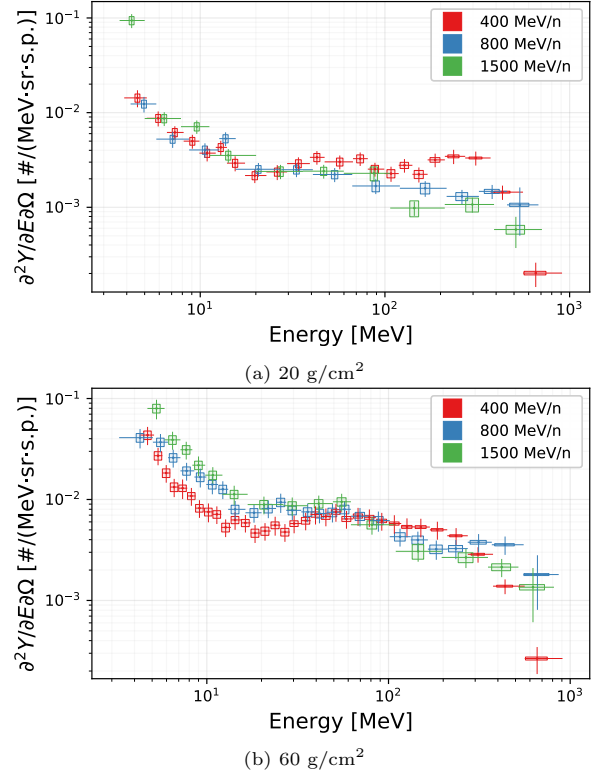 10⁻¹
10⁻²
10⁻³
∂²Y/∂E∂Ω [#/(MeV·sr·s.p.)]
400 MeV/n
800 MeV/n
1500 MeV/n
10¹
10²
10³
Energy [MeV]
(a) 20 g/cm²
10⁻¹
10⁻²
10⁻³
∂²Y/∂E∂Ω [#/(MeV·sr·s.p.)]
400 MeV/n
800 MeV/n
1500 MeV/n
10¹
10²
10³
Energy [MeV]
(b) 60 g/cm²